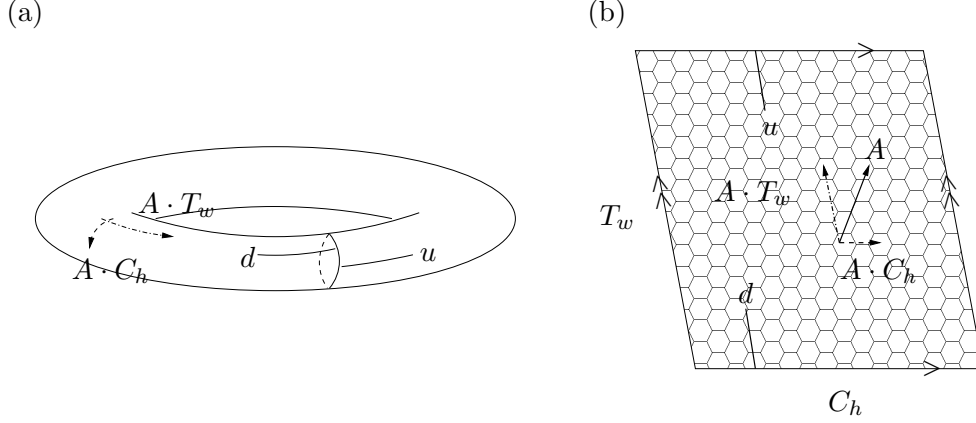 (a)
A · T_w
d
u
A · C_h
(b)
u
A
A · T_w
T_w
A · C_h
d
C_h